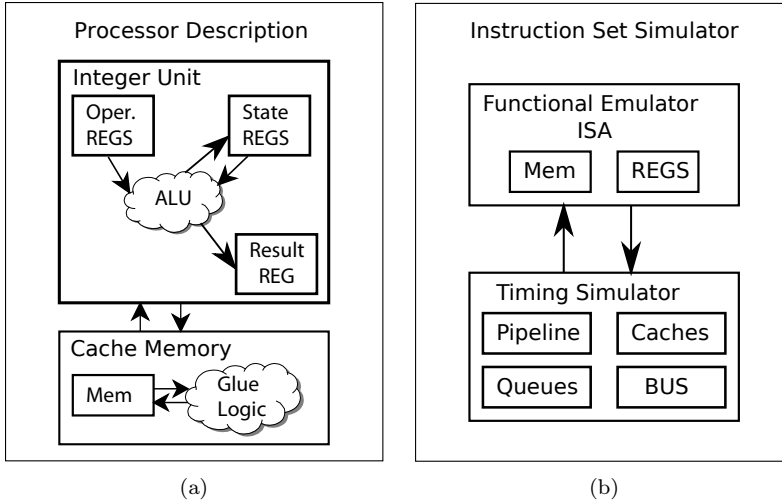 Processor Description
Integer Unit
Oper.
REGS
State
REGS
ALU
Result
REG
Cache Memory
Mem
Glue
Logic
(a)
Instruction Set Simulator
Functional Emulator
ISA
Mem
REGS
Timing Simulator
Pipeline
Caches
Queues
BUS
(b)